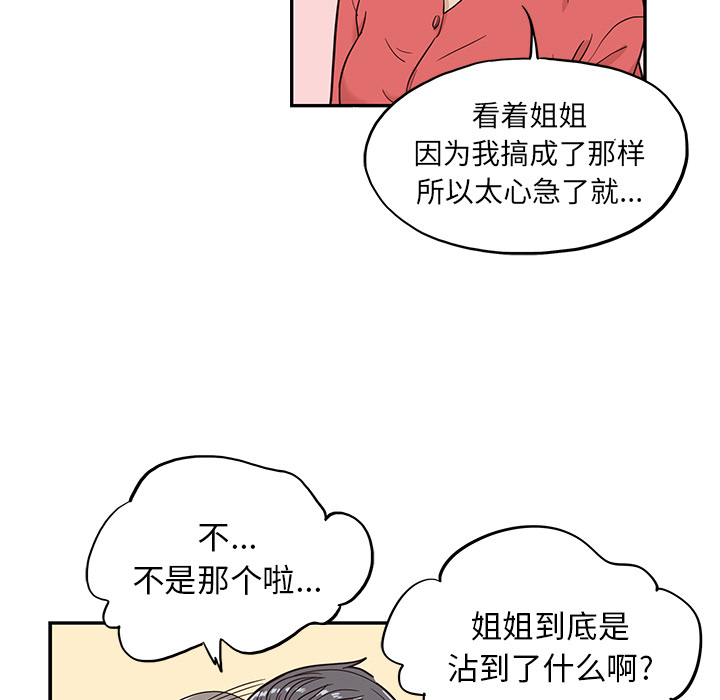 看着姐姐
因为我搞成了那样
所以太心急了就...
不...
不是那个啦...
姐姐到底是
沾到了什么啊?